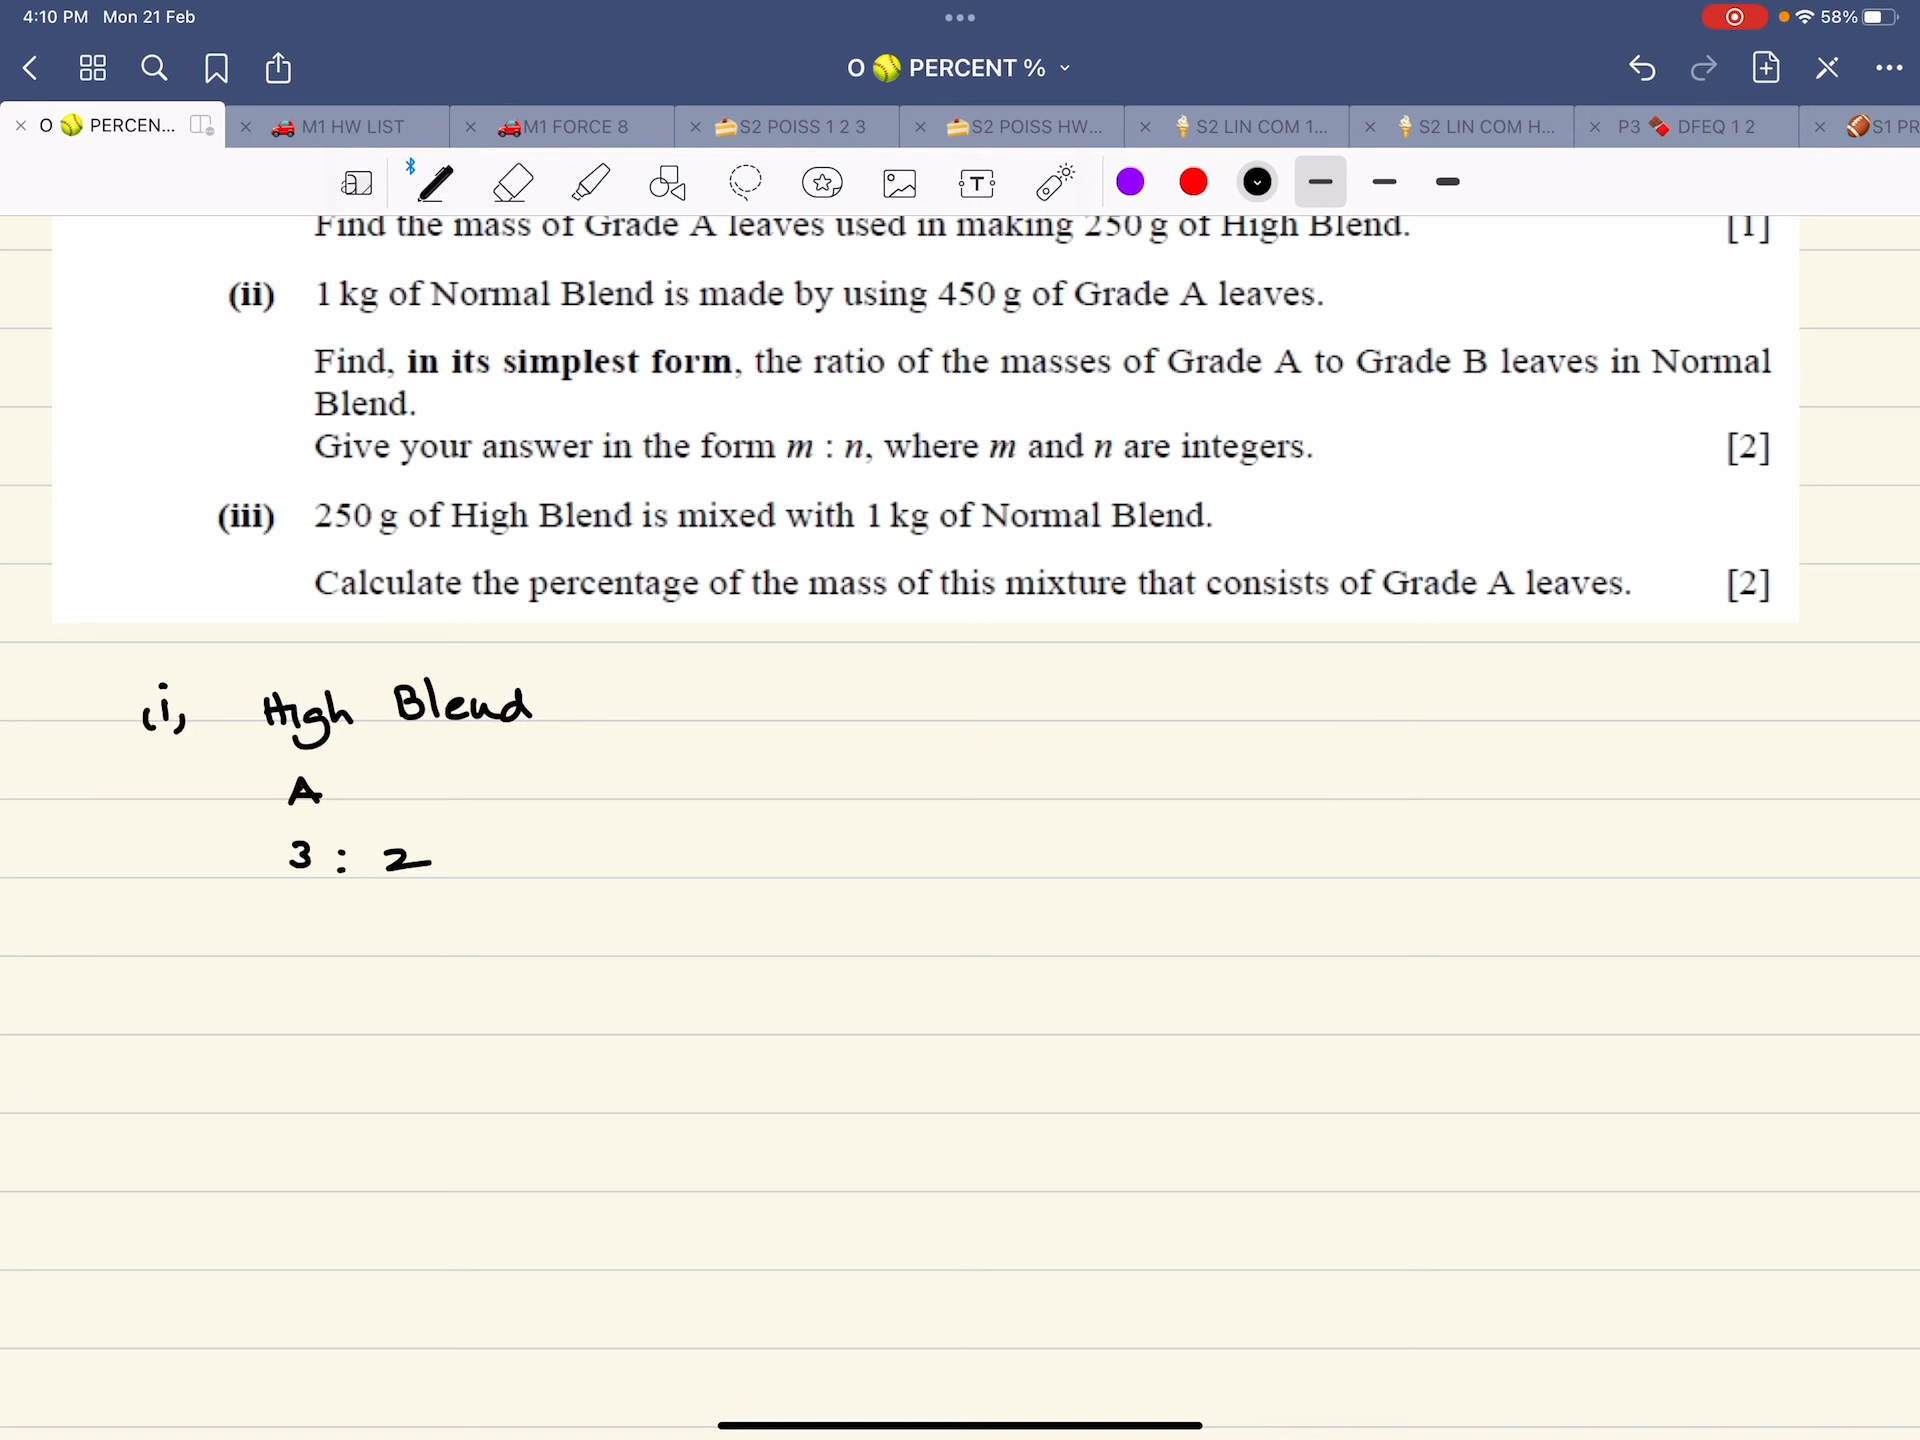 4:10 PM Mon 21 Feb
58%
O PERCENT %
O PERCEN...
M1 HW LIST
M1 FORCE 8
S2 POISS 1 2 3
S2 POISS HW...
S2 LIN COM 1...
S2 LIN COM H...
P3 DFEQ 1 2
S1 PR
Find the mass of Grade A leaves used in making 250 g of High Blend. [1]
(ii) 1 kg of Normal Blend is made by using 450 g of Grade A leaves.
Find, in its simplest form, the ratio of the masses of Grade A to Grade B leaves in Normal
Blend.
Give your answer in the form m : n, where m and n are integers. [2]
(iii) 250 g of High Blend is mixed with 1 kg of Normal Blend.
Calculate the percentage of the mass of this mixture that consists of Grade A leaves. [2]
(i) High Blend
A
3 : 2